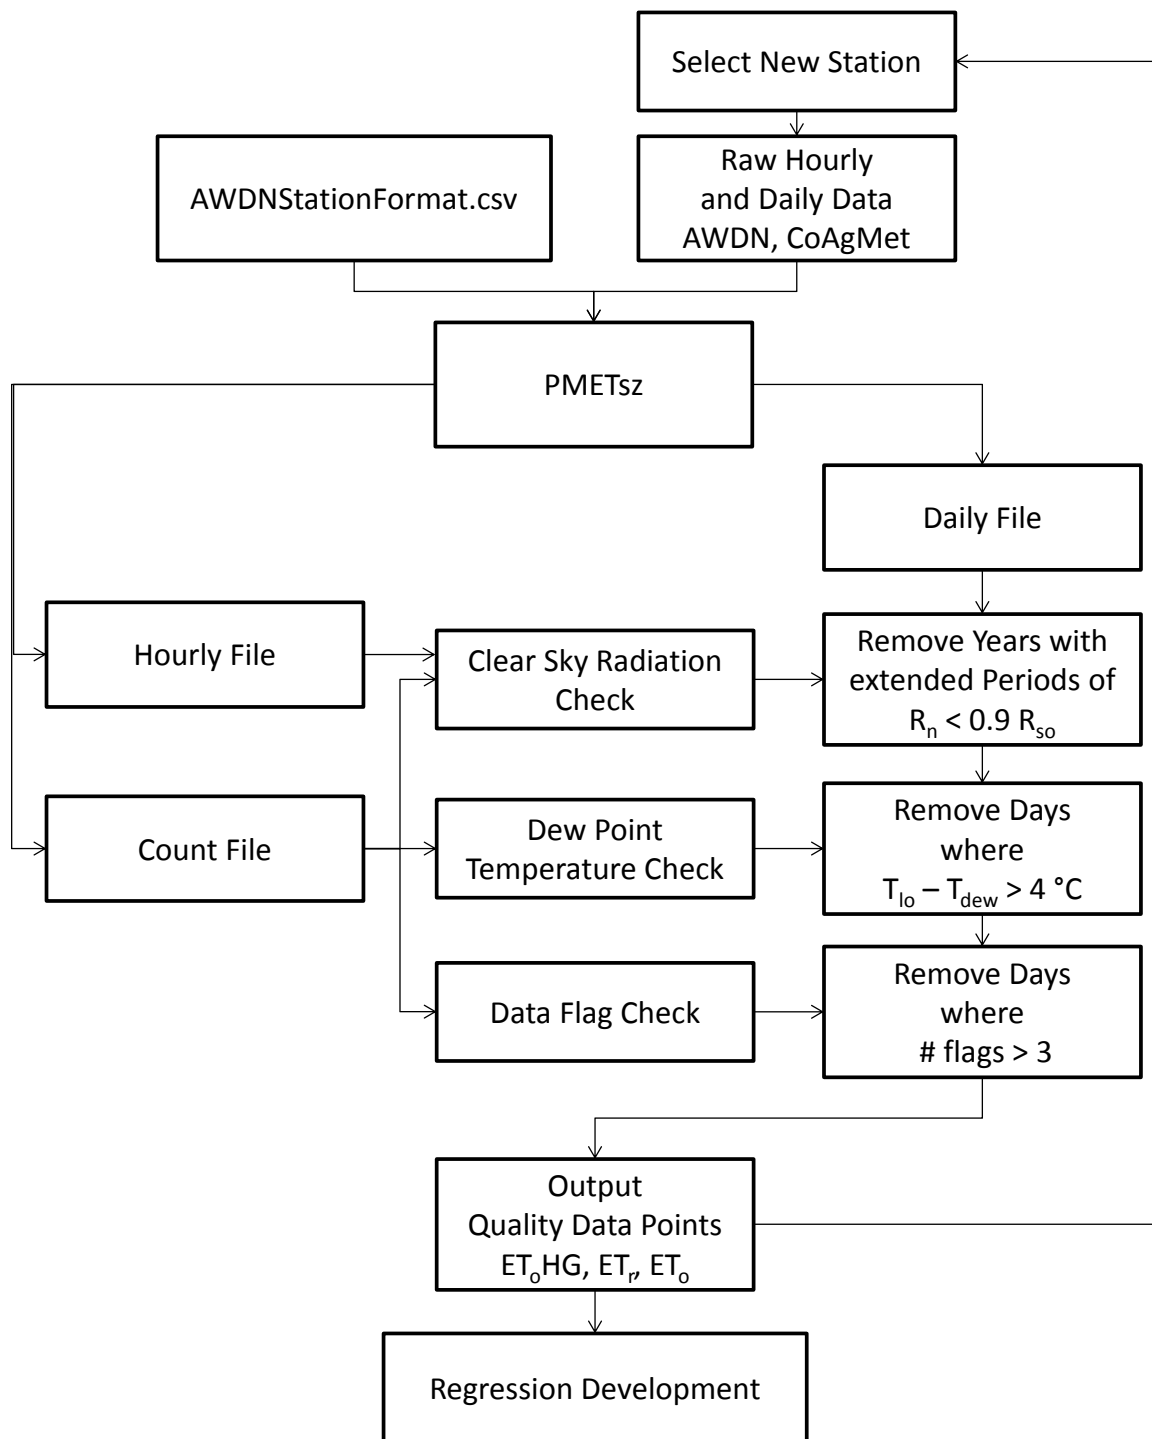 Select New Station
AWDNStationFormat.csv
Raw Hourly
and Daily Data
AWDN, CoAgMet
PMETsz
Daily File
Hourly File
Clear Sky Radiation
Check
Remove Years with
extended Periods of
Rₙ < 0.9 Rₛₒ
Count File
Dew Point
Temperature Check
Remove Days
where
Tₗₒ – T_dew > 4 °C
Data Flag Check
Remove Days
where
# flags > 3
Output
Quality Data Points
ETₒHG, ETᵣ, ETₒ
Regression Development